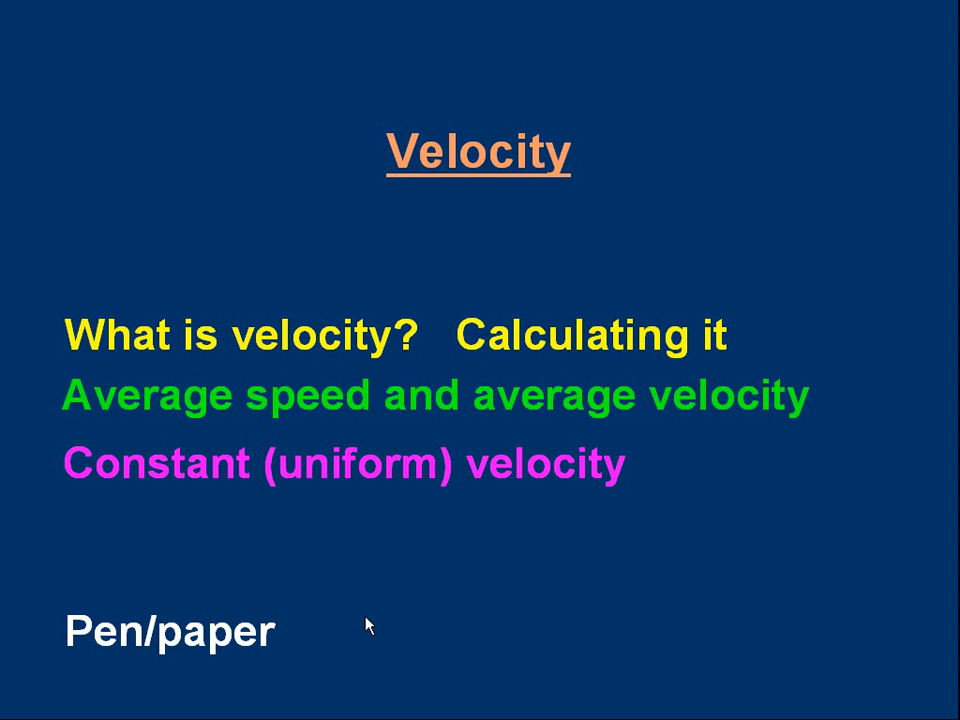 Velocity
What is velocity? Calculating it
Average speed and average velocity
Constant (uniform) velocity
Pen/paper